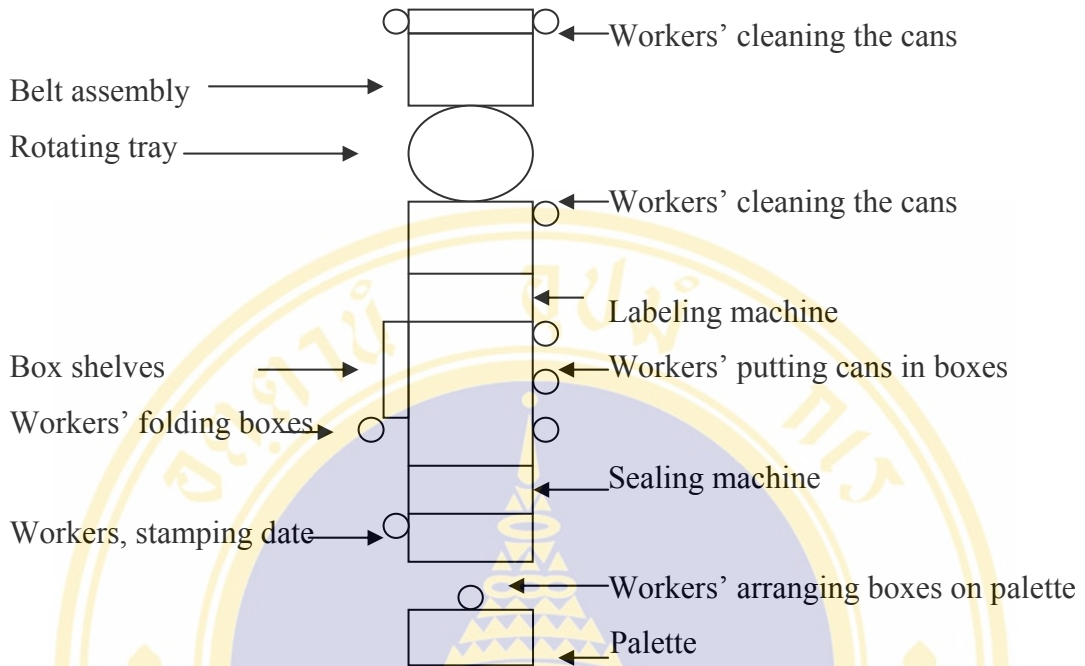 Workers’ cleaning the cans
Belt assembly
Rotating tray
Workers’ cleaning the cans
Labeling machine
Box shelves
Workers’ putting cans in boxes
Workers’ folding boxes
Sealing machine
Workers, stamping date
Workers’ arranging boxes on palette
Palette